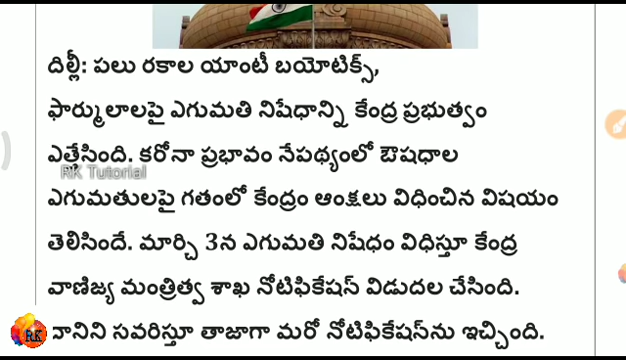 దిల్లీ: పలు రకాల యాంటీ బయోటిక్స్,
ఫార్ములాలపై ఎగుమతి నిషేధాన్ని కేంద్ర ప్రభుత్వం
ఎత్తేసింది. కరోనా ప్రభావం నేపథ్యంలో ఔషధాల
RK Tutorial
ఎగుమతులపై గతంలో కేంద్రం ఆంక్షలు విధించిన విషయం
తెలిసిందే. మార్చి 3న ఎగుమతి నిషేధం విధిస్తూ కేంద్ర
వాణిజ్య మంత్రిత్వ శాఖ నోటిఫికేషన్ విడుదల చేసింది.
RK దానిని సవరిస్తూ తాజాగా మరో నోటిఫికేషన్‌ను ఇచ్చింది.